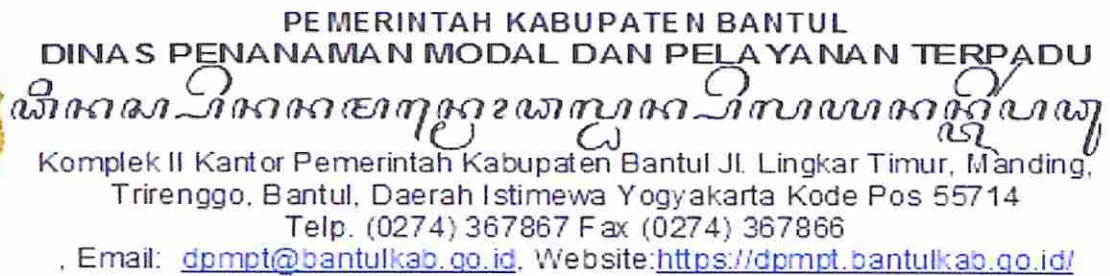 PEMERINTAH KABUPATEN BANTUL
DINAS PENANAMAN MODAL DAN PELAYANAN TERPADU
Komplek II Kantor Pemerintah Kabupaten Bantul Jl. Lingkar Timur, Manding,
Trirenggo, Bantul, Daerah Istimewa Yogyakarta Kode Pos 55714
Telp. (0274) 367867 Fax (0274) 367866
, Email: dpmpt@bantulkab.go.id, Website:https://dpmpt.bantulkab.go.id/